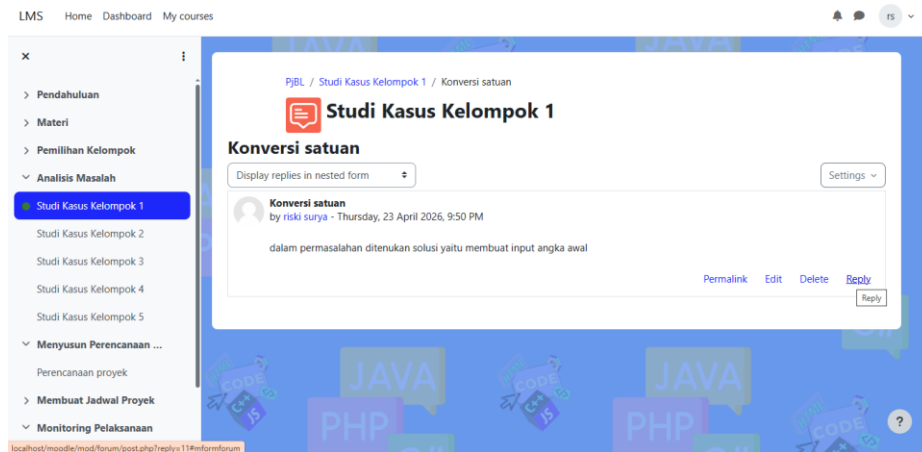 LMS Home Dashboard My courses rs
Pendahuluan
Materi
Pemilihan Kelompok
Analisis Masalah
Studi Kasus Kelompok 1
Studi Kasus Kelompok 2
Studi Kasus Kelompok 3
Studi Kasus Kelompok 4
Studi Kasus Kelompok 5
Menyusun Perencanaan ...
Perencanaan proyek
Membuat Jadwal Proyek
Monitoring Pelaksanaan
localhost/moodle/mod/forum/post.php?reply=11#mformforum
PjBL / Studi Kasus Kelompok 1 / Konversi satuan
Studi Kasus Kelompok 1
Konversi satuan
Display replies in nested form
Settings
Konversi satuan
by riski surya - Thursday, 23 April 2026, 9:50 PM
dalam permasalahan ditenukan solusi yaitu membuat input angka awal
Permalink Edit Delete Reply
Reply
JAVA
JAVA
CODE
JAVA
C++
JS
PHP
C#
CODE
JAVA
C++
JS
PHP
CODE
?